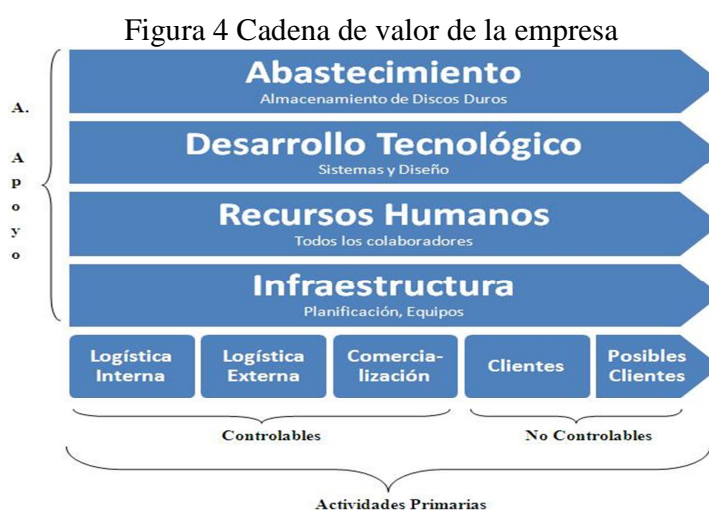 Figura 4 Cadena de valor de la empresa
Abastecimiento
Almacenamiento de Discos Duros
Desarrollo Tecnológico
Sistemas y Diseño
Recursos Humanos
Todos los colaboradores
Infraestructura
Planificación, Equipos
A.
A
p
o
y
o
Logística
Interna
Logística
Externa
Comercia-
lización
Clientes
Posibles
Clientes
Controlables
No Controlables
Actividades Primarias